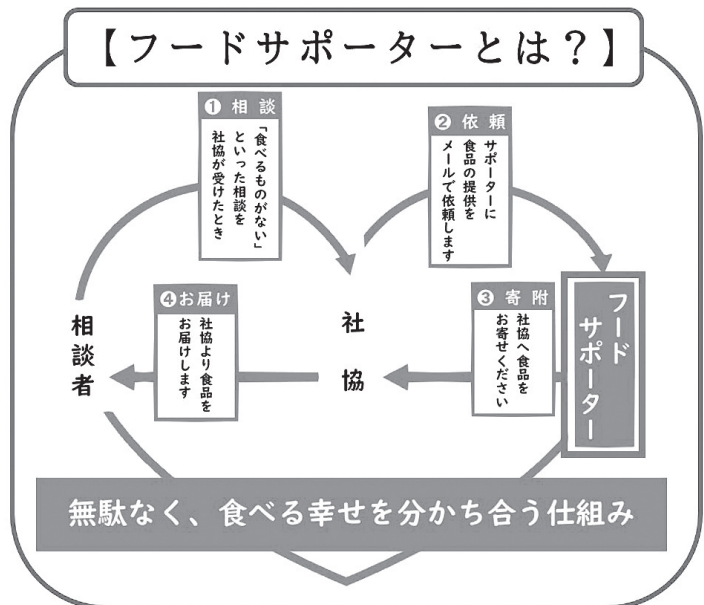 【フードサポーターとは？】
❶ 相 談
「食べるものがない」
といった相談を
社協が受けたとき
❷ 依 頼
サポーターに
食品の提供を
メールで依頼します
相談者
❹お届け
社協より食品を
お届けします
社協
❸ 寄 附
社協へ食品を
お寄せください
フード
サポーター
無駄なく、食べる幸せを分かち合う仕組み